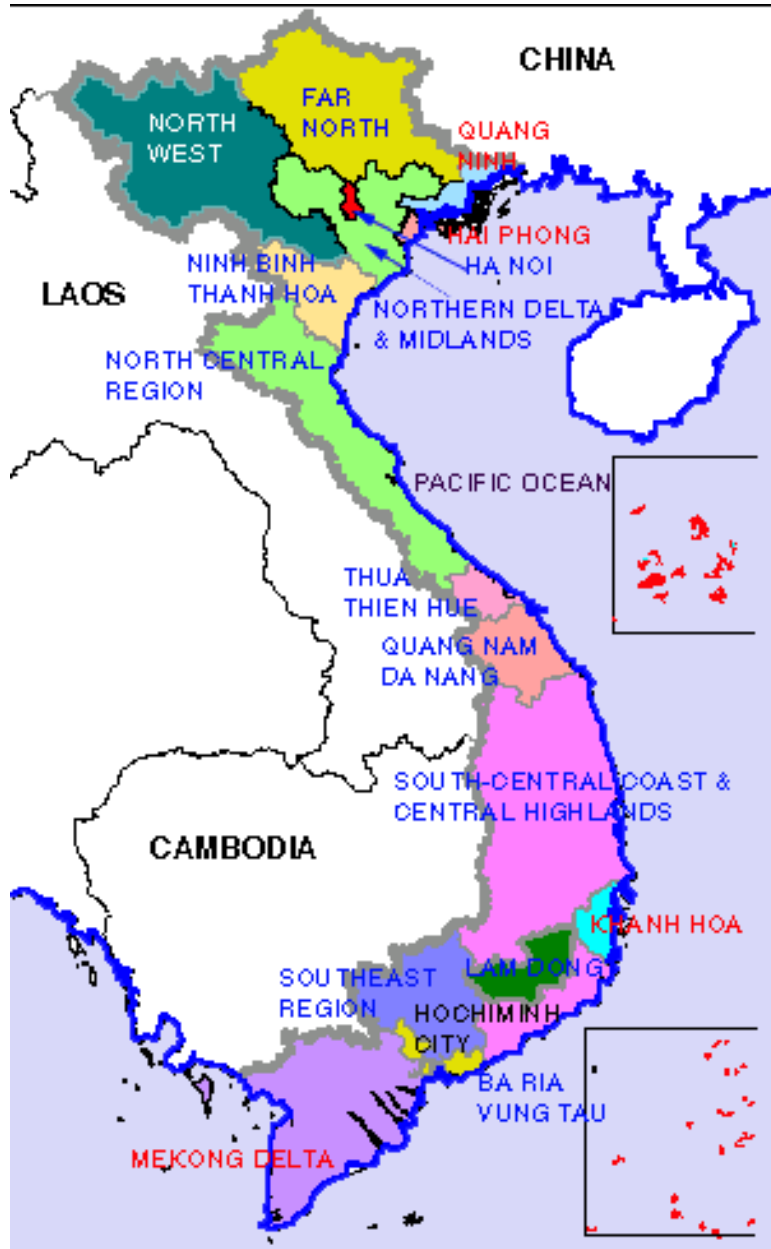 CHINA
FAR
NORTH
NORTH
WEST
QUANG
NINH
HAI PHONG
HA NOI
NINH BINH
THANH HOA
LAOS
NORTHERN DELTA
& MIDLANDS
NORTH CENTRAL
REGION
PACIFIC OCEAN
THUA
THIEN HUE
QUANG NAM
DA NANG
SOUTH-CENTRAL COAST &
CENTRAL HIGHLANDS
CAMBODIA
KHANH HOA
LAM DONG
SOUTHEAST
REGION
HOCHIMINH
CITY
BA RIA
VUNG TAU
MEKONG DELTA